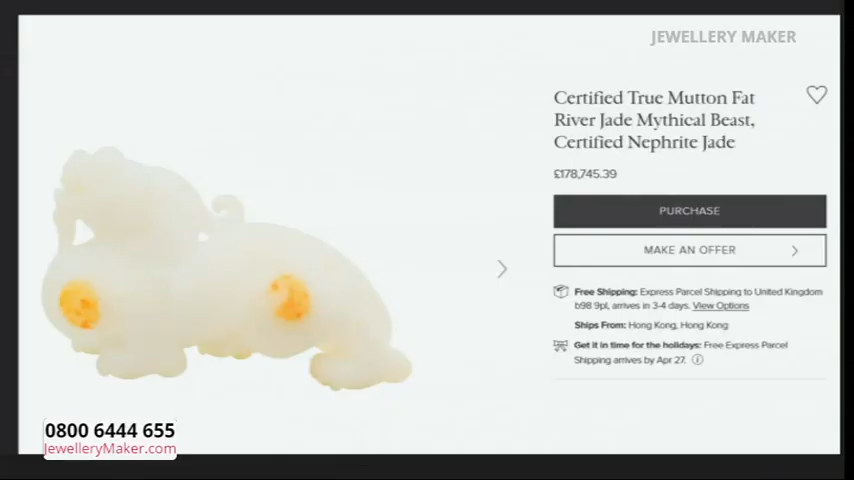 JEWELLERY MAKER
Certified True Mutton Fat
River Jade Mythical Beast,
Certified Nephrite Jade
£178,745.39
PURCHASE
MAKE AN OFFER
Free Shipping: Express Parcel Shipping to United Kingdom
b98 9pl, arrives in 3-4 days. View Options
Ships From: Hong Kong, Hong Kong
Get it in time for the holidays: Free Express Parcel
Shipping arrives by Apr 27.
0800 6444 655
JewelleryMaker.com